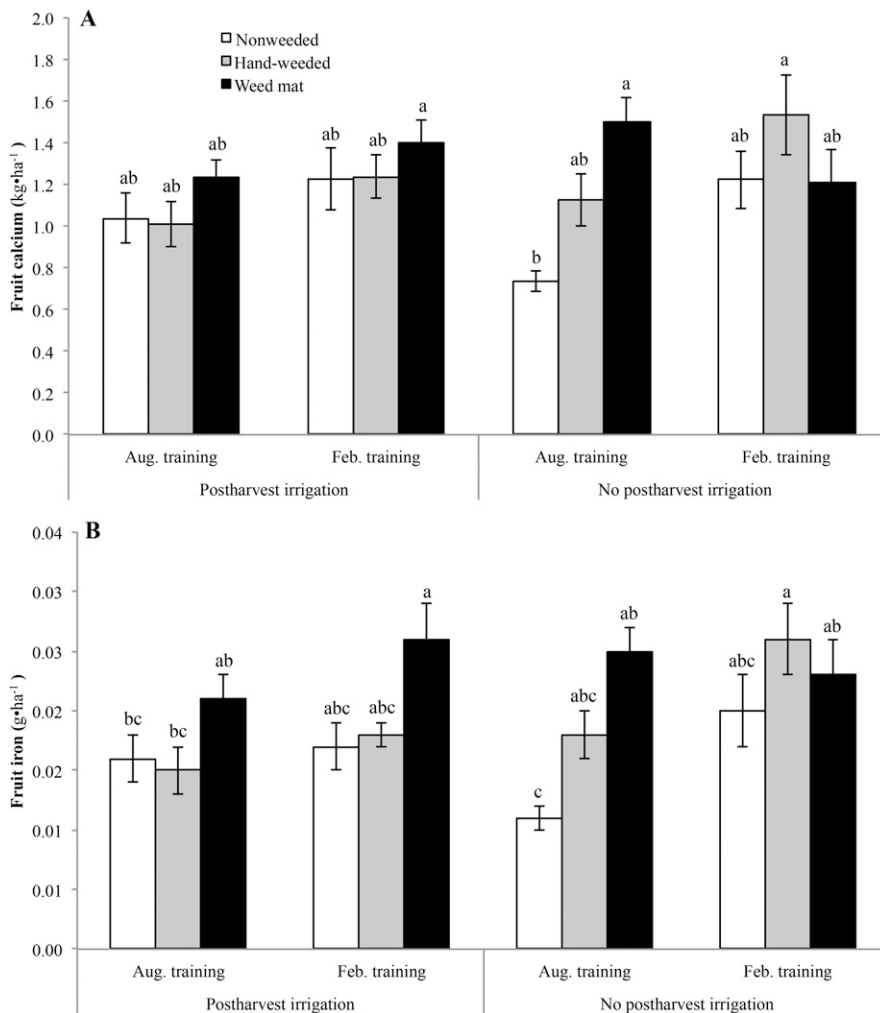 A
2.0
1.8
1.6
1.4
1.2
1.0
0.8
0.6
0.4
0.2
0.0
Fruit calcium (kg•ha⁻¹)
Nonweeded
Hand-weeded
Weed mat
ab ab ab ab ab a b ab a ab a ab
Aug. training Feb. training Aug. training Feb. training
Postharvest irrigation No postharvest irrigation
B
0.04
0.03
0.03
0.02
0.02
0.01
0.01
0.00
Fruit iron (g•ha⁻¹)
bc bc ab abc abc a c abc ab abc a ab
Aug. training Feb. training Aug. training Feb. training
Postharvest irrigation No postharvest irrigation